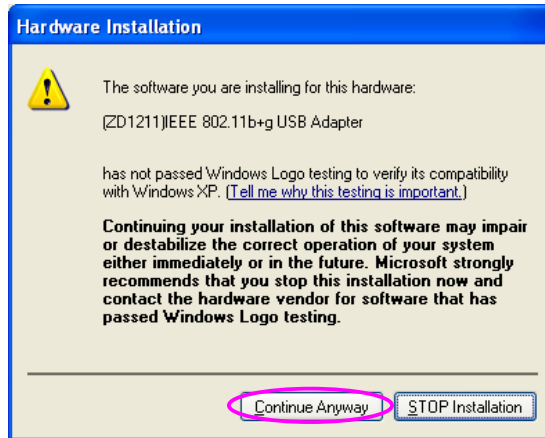 Hardware Installation
The software you are installing for this hardware:
(ZD1211)IEEE 802.11b+g USB Adapter
has not passed Windows Logo testing to verify its compatibility
with Windows XP. (Tell me why this testing is important.)
Continuing your installation of this software may impair
or destabilize the correct operation of your system
either immediately or in the future. Microsoft strongly
recommends that you stop this installation now and
contact the hardware vendor for software that has
passed Windows Logo testing.
Continue Anyway
STOP Installation